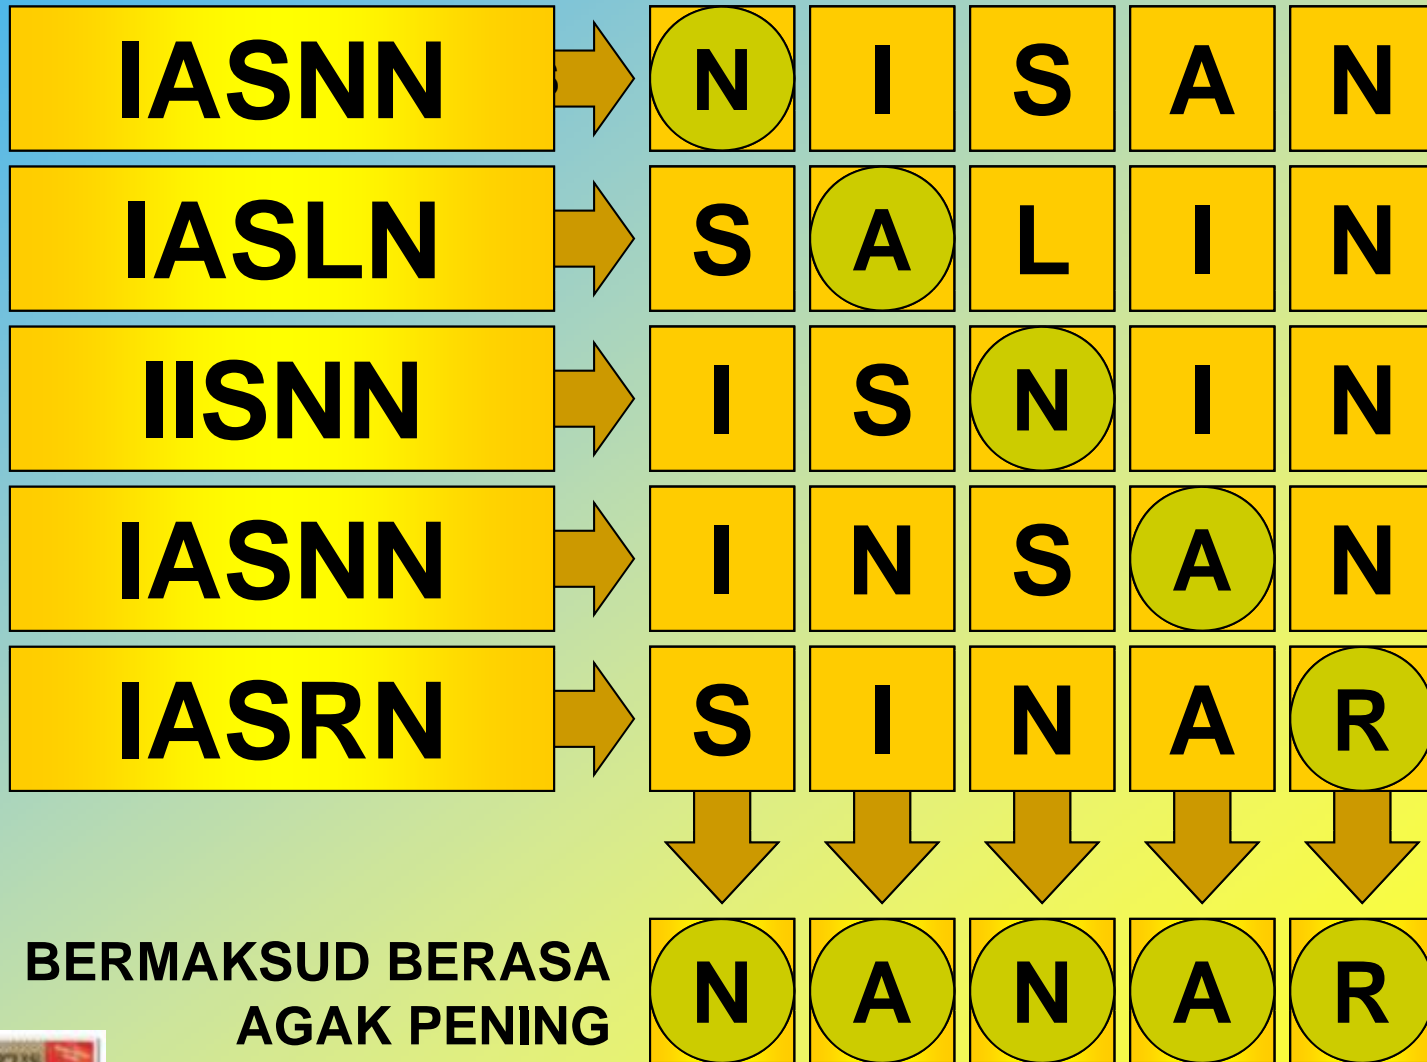 IASNN N I S A N
IASLN S A L I N
IISNN I S N I N
IASNN I N S A N
IASRN S I N A R
BERMAKSUD BERASA
AGAK PENING
N A N A R